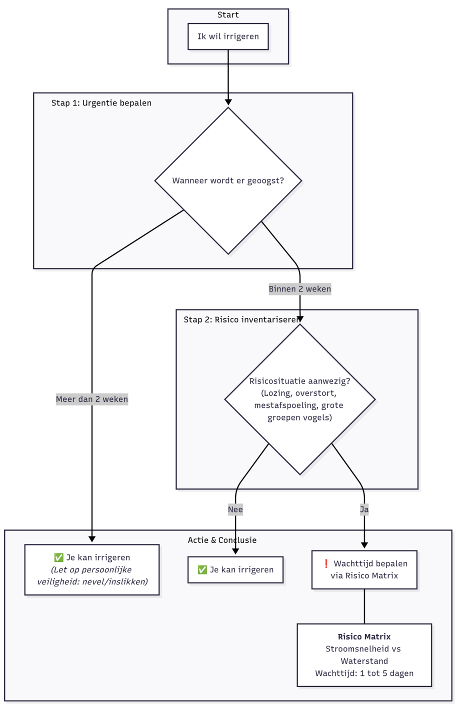 Start
Ik wil irrigeren
Stap 1: Urgentie bepalen
Wanneer wordt er geoogst?
Binnen 2 weken
Stap 2: Risico inventariseren
Risicosituatie aanwezig?
(Lozing, overstort,
mestafspoeling, grote
groepen vogels)
Meer dan 2 weken
Nee
Ja
Actie & Conclusie
✅ Je kan irrigeren
(Let op persoonlijke
veiligheid: nevel/inslikken)
✅ Je kan irrigeren
❗ Wachttijd bepalen
via Risico Matrix
Risico Matrix
Stroomsnelheid vs
Waterstand
Wachttijd: 1 tot 5 dagen